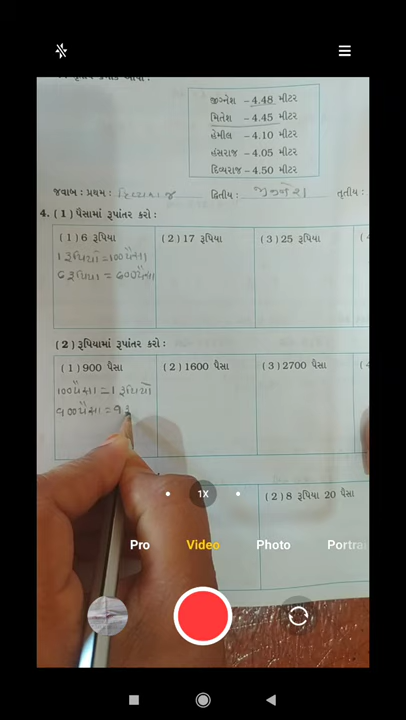 જીજ્ઞેશ – 4.48 મીટર
મિતેશ – 4.45 મીટર
હેમીલ – 4.10 મીટર
હંસરાજ – 4.05 મીટર
દિવ્યરાજ – 4.50 મીટર
જવાબ : પ્રથમ : દિવ્યરાજ દ્વિતીય : જીજ્ઞેશ તૃતીય :
4. (1) પૈસામાં રૂપાંતર કરો :
(1) 6 રૂપિયા (2) 17 રૂપિયા (3) 25 રૂપિયા
1 રૂપિયો = 100 પૈસા
6 રૂપિયા = 600 પૈસા
(2) રૂપિયામાં રૂપાંતર કરો :
(1) 900 પૈસા (2) 1600 પૈસા (3) 2700 પૈસા
100 પૈસા = 1 રૂપિયો
900 પૈસા = 9 રૂ
(2) 8 રૂપિયા 20 પૈસા
1X
Pro Video Photo Portra